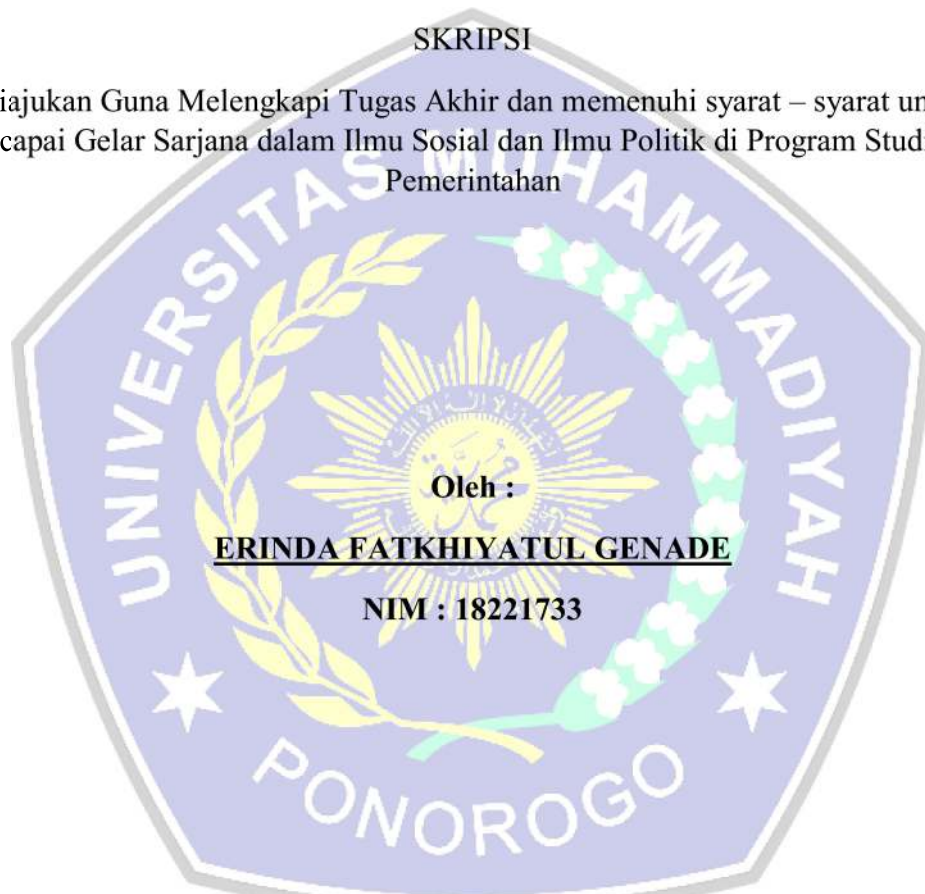 SKRIPSI
iajukan Guna Melengkapi Tugas Akhir dan memenuhi syarat – syarat un
capai Gelar Sarjana dalam Ilmu Sosial dan Ilmu Politik di Program Studi
Pemerintahan
UNIVERSITAS MUHAMMADIYAH
Oleh :
ERINDA FATKHIYATUL GENADE
NIM : 18221733
PONOROGO